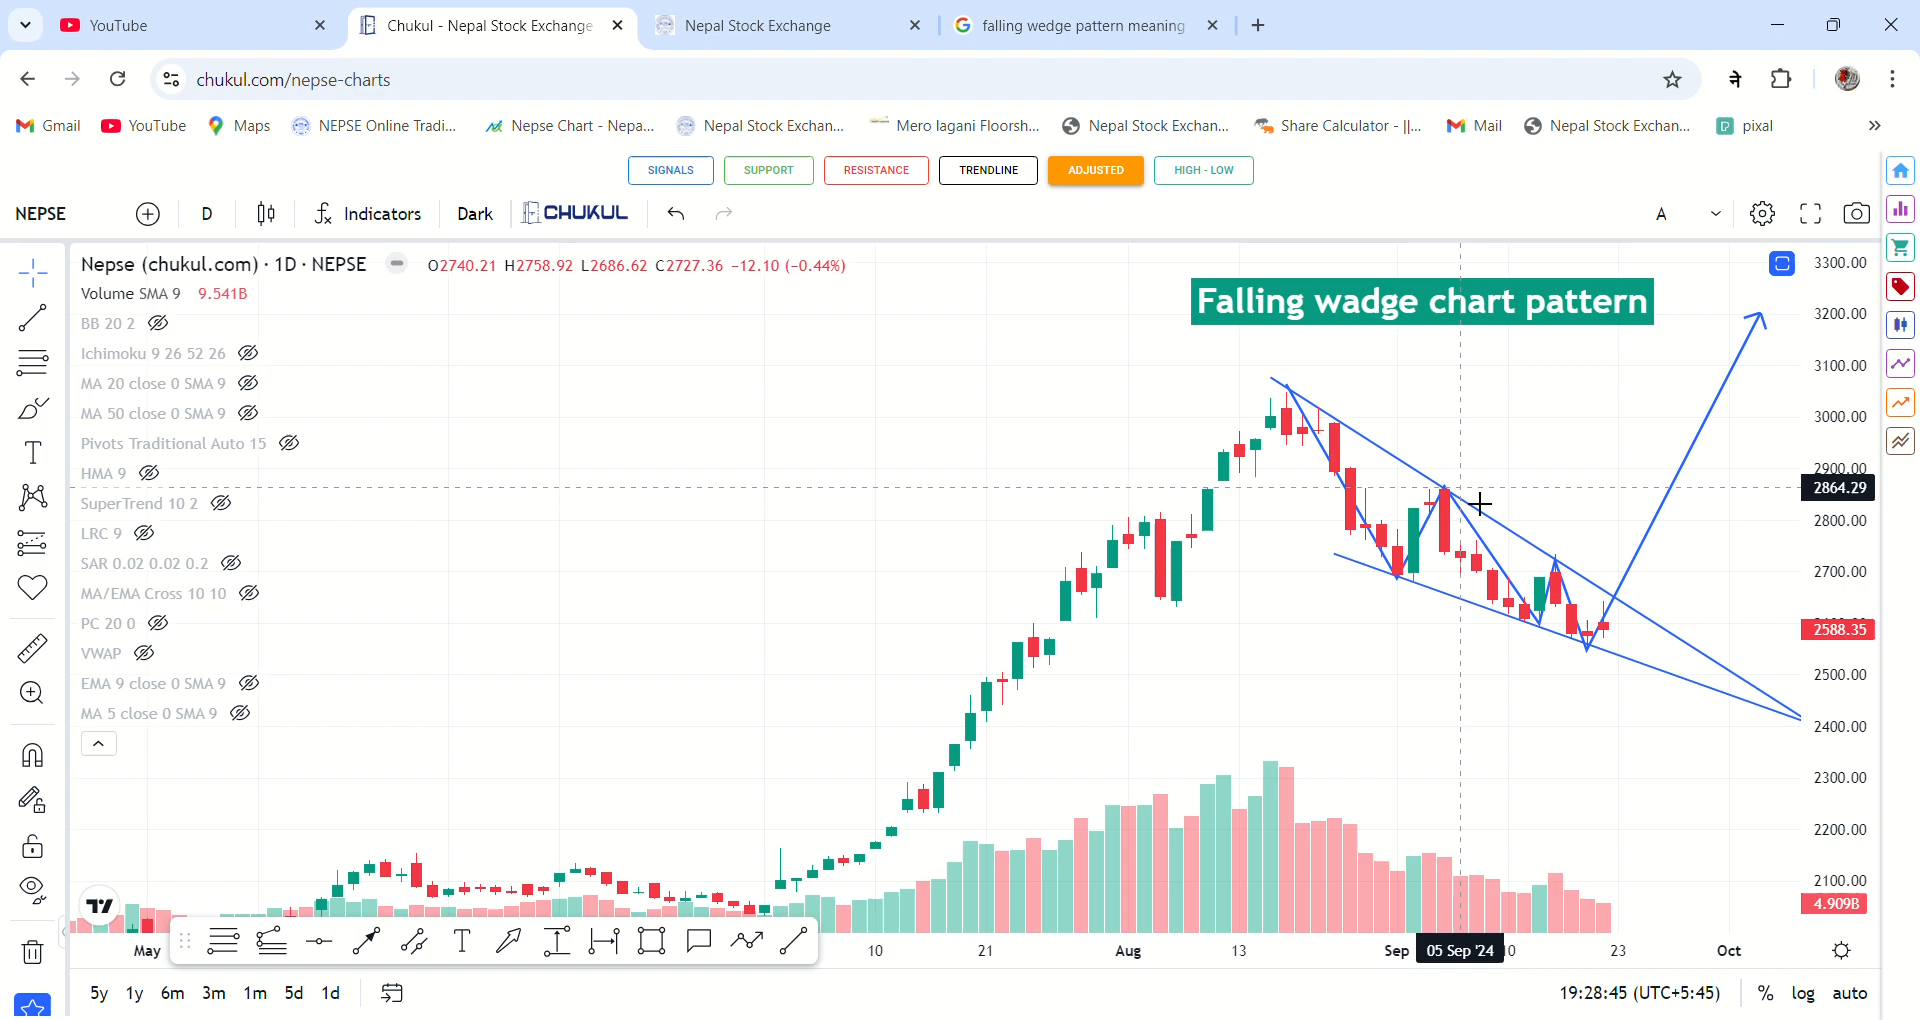 YouTube
Chukul - Nepal Stock Exchange
Nepal Stock Exchange
falling wedge pattern meaning
chukul.com/nepse-charts
ने
Gmail
YouTube
Maps
NEPSE Online Tradi...
Nepse Chart - Nepa...
Nepal Stock Exchan...
Mero lagani Floorsh...
Nepal Stock Exchan...
Share Calculator - ||...
Mail
Nepal Stock Exchan...
pixal
SIGNALS
SUPPORT
RESISTANCE
TRENDLINE
ADJUSTED
HIGH - LOW
NEPSE
D
Indicators
Dark
CHUKUL
A
Nepse (chukul.com) · 1D · NEPSE
O2740.21 H2758.92 L2686.62 C2727.36 −12.10 (−0.44%)
Volume SMA 9 9.541B
BB 20 2
Ichimoku 9 26 52 26
MA 20 close 0 SMA 9
MA 50 close 0 SMA 9
Pivots Traditional Auto 15
HMA 9
SuperTrend 10 2
LRC 9
SAR 0.02 0.02 0.2
MA/EMA Cross 10 10
PC 20 0
VWAP
EMA 9 close 0 SMA 9
MA 5 close 0 SMA 9
Falling wadge chart pattern
3300.00
3200.00
3100.00
3000.00
2900.00
2864.29
2800.00
2700.00
2588.35
2500.00
2400.00
2300.00
2200.00
2100.00
4.909B
May
10
21
Aug
13
Sep
05 Sep '24
10
23
Oct
5y 1y 6m 3m 1m 5d 1d
19:28:45 (UTC+5:45)
% log auto